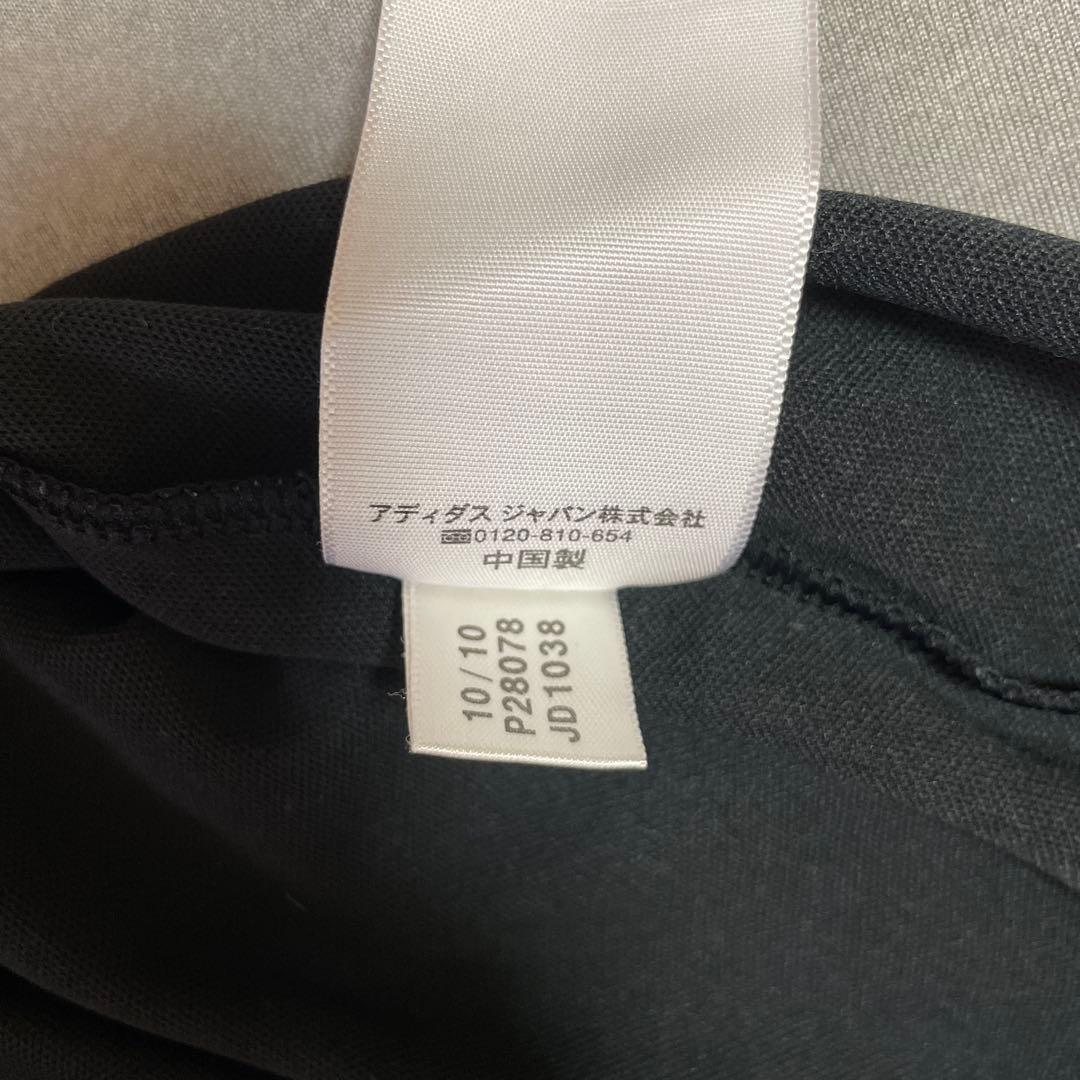 アディダス ジャパン株式会社
0120-810-654
中国製
10/10
P28078
JD1038